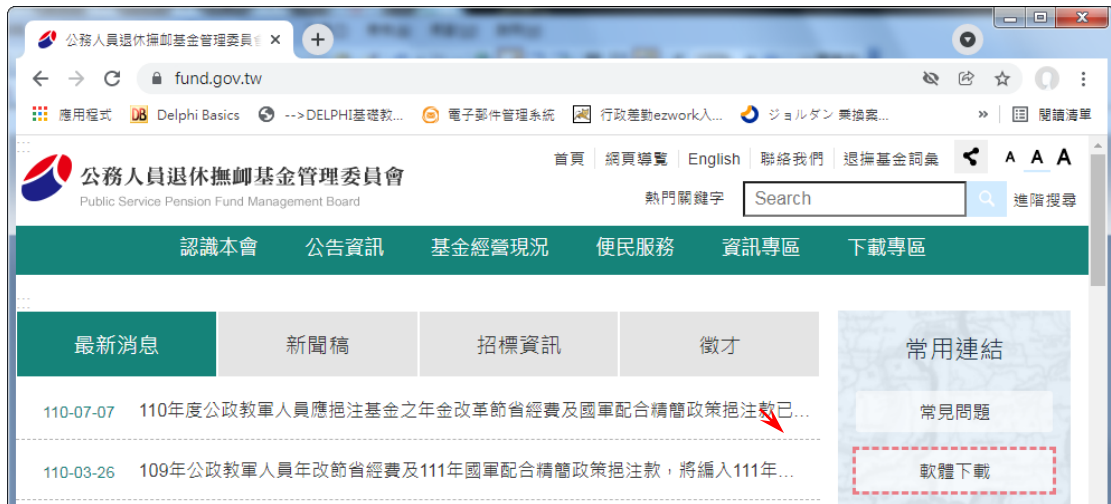 公務人員退休撫卹基金管理委員會
fund.gov.tw
應用程式 DB Delphi Basics -->DELPHI基礎教... 電子郵件管理系統 行政差勤ezwork入... ジョルダン 乗換案... » 閱讀清單
首頁 網頁導覽 English 聯絡我們 退撫基金詞彙 A A A
公務人員退休撫卹基金管理委員會
Public Service Pension Fund Management Board
熱門關鍵字 Search 進階搜尋
認識本會 公告資訊 基金經營現況 便民服務 資訊專區 下載專區
最新消息 新聞稿 招標資訊 徵才 常用連結
110-07-07 110年度公政教軍人員應挹注基金之年金改革節省經費及國軍配合精簡政策挹注款已... 常見問題
110-03-26 109年公政教軍人員年改節省經費及111年國軍配合精簡政策挹注款，將編入111年... 軟體下載